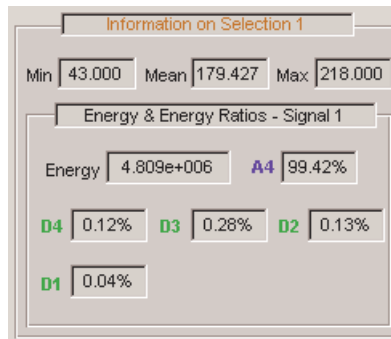 Information on Selection 1
Min 43.000 Mean 179.427 Max 218.000
Energy & Energy Ratios - Signal 1
Energy 4.809e+006 A4 99.42%
D4 0.12% D3 0.28% D2 0.13%
D1 0.04%